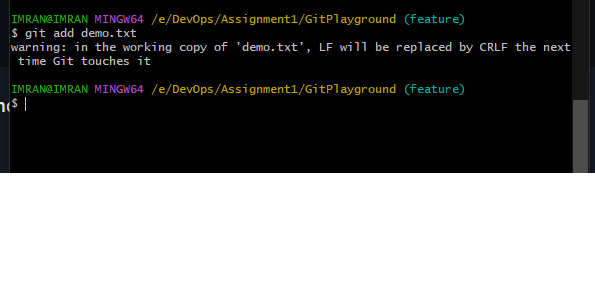 IMRAN@IMRAN MINGW64 /e/DevOps/Assignment1/GitPlayground (feature)
$ git add demo.txt
warning: in the working copy of 'demo.txt', LF will be replaced by CRLF the next
 time Git touches it
IMRAN@IMRAN MINGW64 /e/DevOps/Assignment1/GitPlayground (feature)
$